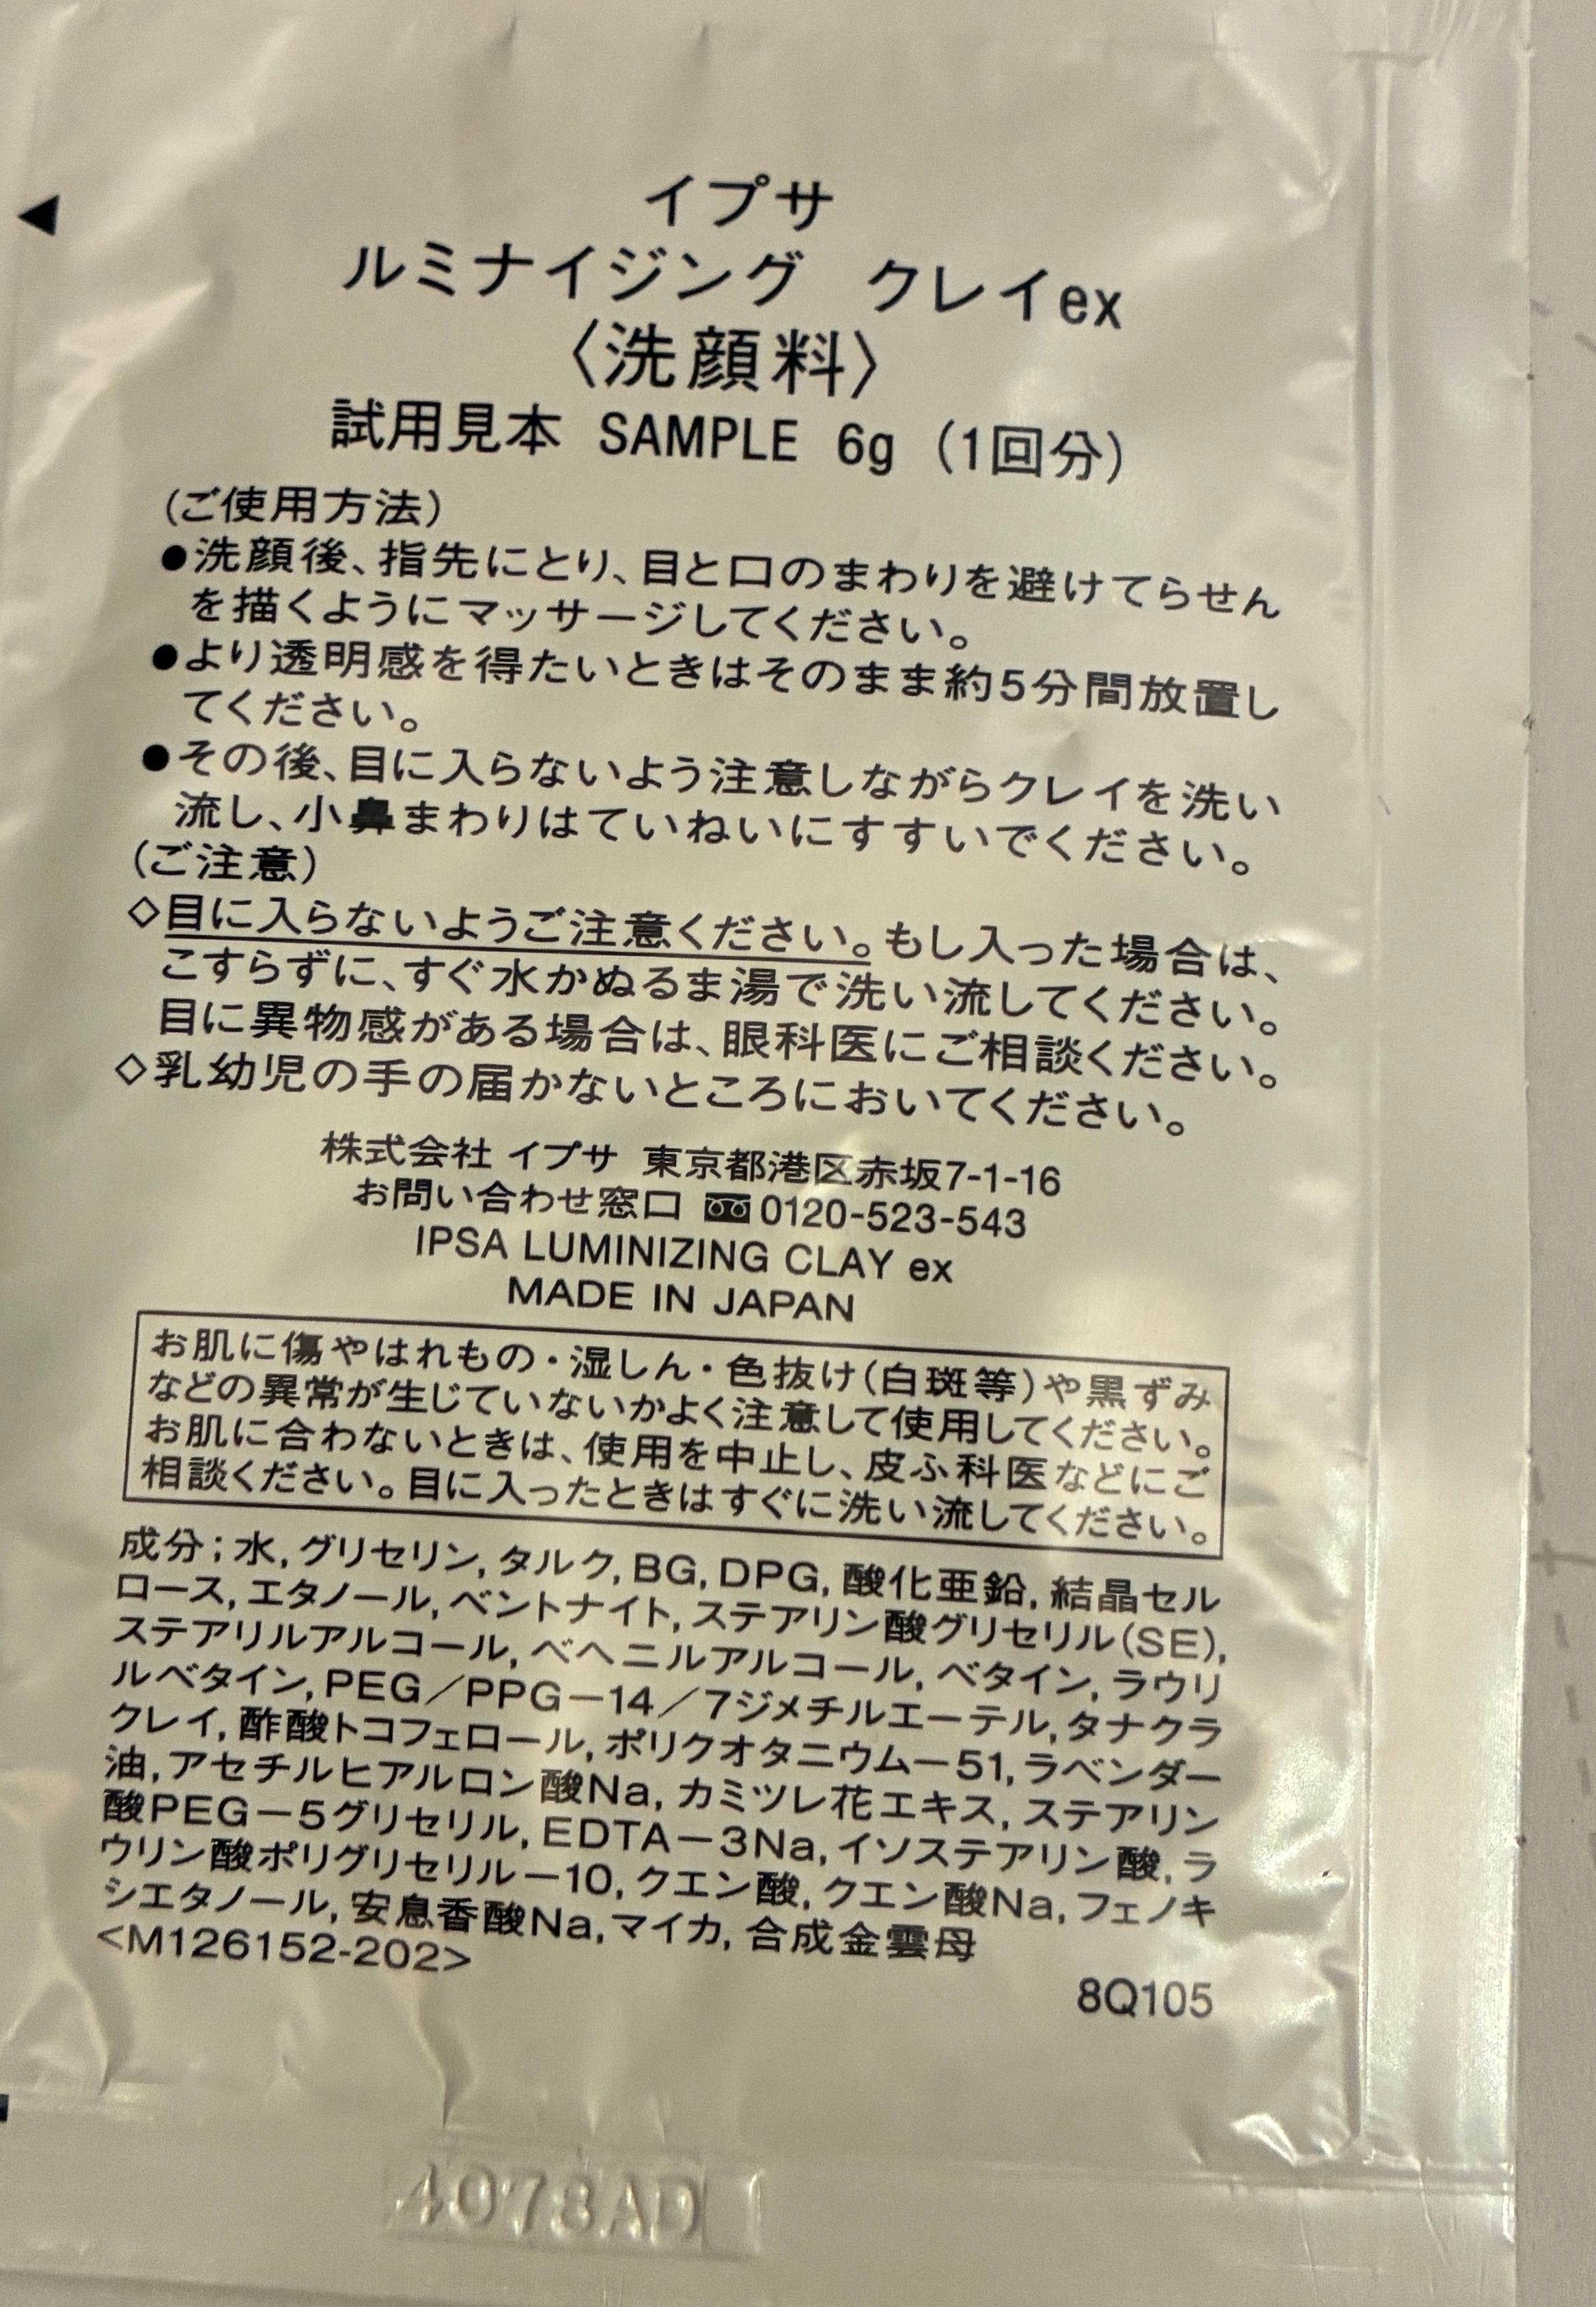 イプサ
ルミナイジング クレイex
〈洗顔料〉
試用見本 SAMPLE 6g（1回分）
（ご使用方法）
●洗顔後、指先にとり、目と口のまわりを避けてらせん
を描くようにマッサージしてください。
●より透明感を得たいときはそのまま約5分間放置し
てください。
●その後、目に入らないよう注意しながらクレイを洗い
流し、小鼻まわりはていねいにすすいでください。
（ご注意）
◇目に入らないようご注意ください。もし入った場合は、
こすらずに、すぐ水かぬるま湯で洗い流してください。
目に異物感がある場合は、眼科医にご相談ください。
◇乳幼児の手の届かないところにおいてください。
株式会社 イプサ 東京都港区赤坂7-1-16
お問い合わせ窓口 0120-523-543
IPSA LUMINIZING CLAY ex
MADE IN JAPAN
お肌に傷やはれもの・湿しん・色抜け（白斑等）や黒ずみ
などの異常が生じていないかよく注意して使用してください。
お肌に合わないときは、使用を中止し、皮ふ科医などにご
相談ください。目に入ったときはすぐに洗い流してください。
成分；水,グリセリン,タルク,BG,DPG,酸化亜鉛,結晶セル
ロース,エタノール,ベントナイト,ステアリン酸グリセリル(SE),
ステアリルアルコール,ベヘニルアルコール,ベタイン,ラウリ
ルベタイン,PEG／PPG－14／7ジメチルエーテル,タナクラ
クレイ,酢酸トコフェロール,ポリクオタニウム－51,ラベンダー
油,アセチルヒアルロン酸Na,カミツレ花エキス,ステアリン
酸PEG－5グリセリル,EDTA－3Na,イソステアリン酸,ラ
ウリン酸ポリグリセリル－10,クエン酸,クエン酸Na,フェノキ
シエタノール,安息香酸Na,マイカ,合成金雲母
<M126152-202>
8Q105
4078AD